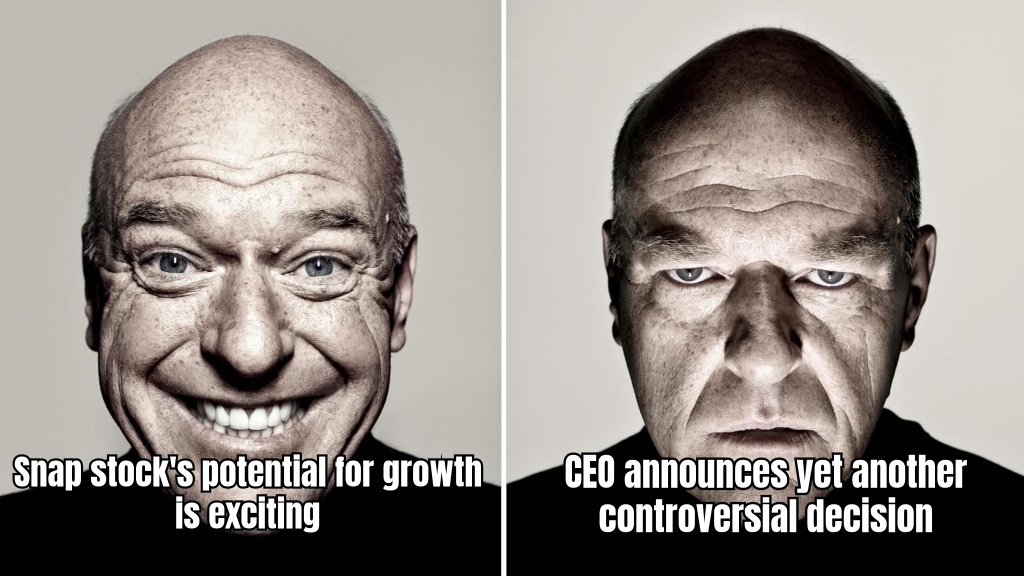 Snap stock's potential for growth
is exciting
CEO announces yet another
controversial decision